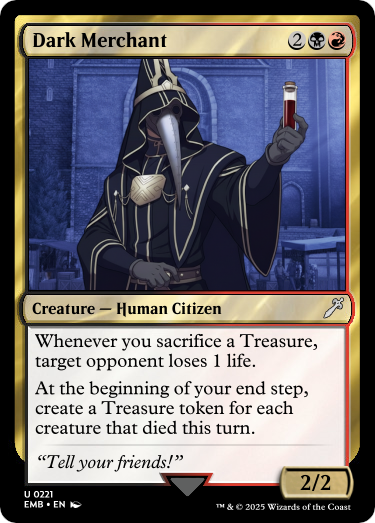 Dark Merchant 2
Creature — Human Citizen
Whenever you sacrifice a Treasure,
target opponent loses 1 life.
At the beginning of your end step,
create a Treasure token for each
creature that died this turn.
“Tell your friends!”
2/2
U 0221
EMB • EN
™ & © 2025 Wizards of the Coast